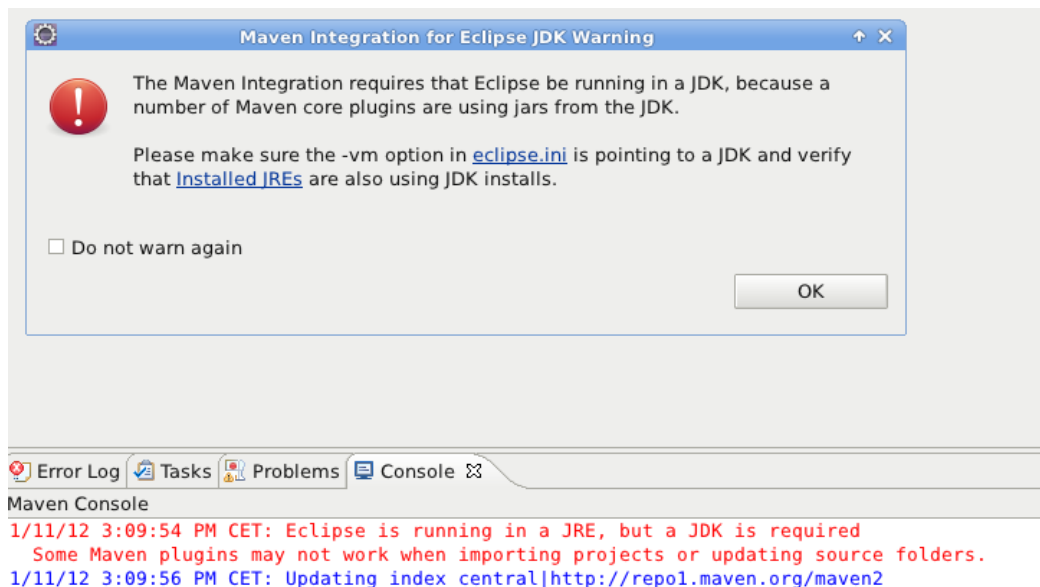 Maven Integration for Eclipse JDK Warning
The Maven Integration requires that Eclipse be running in a JDK, because a
number of Maven core plugins are using jars from the JDK.
Please make sure the -vm option in eclipse.ini is pointing to a JDK and verify
that Installed JREs are also using JDK installs.
Do not warn again
OK
Error Log Tasks Problems Console
Maven Console
1/11/12 3:09:54 PM CET: Eclipse is running in a JRE, but a JDK is required
Some Maven plugins may not work when importing projects or updating source folders.
1/11/12 3:09:56 PM CET: Updating index central|http://repo1.maven.org/maven2